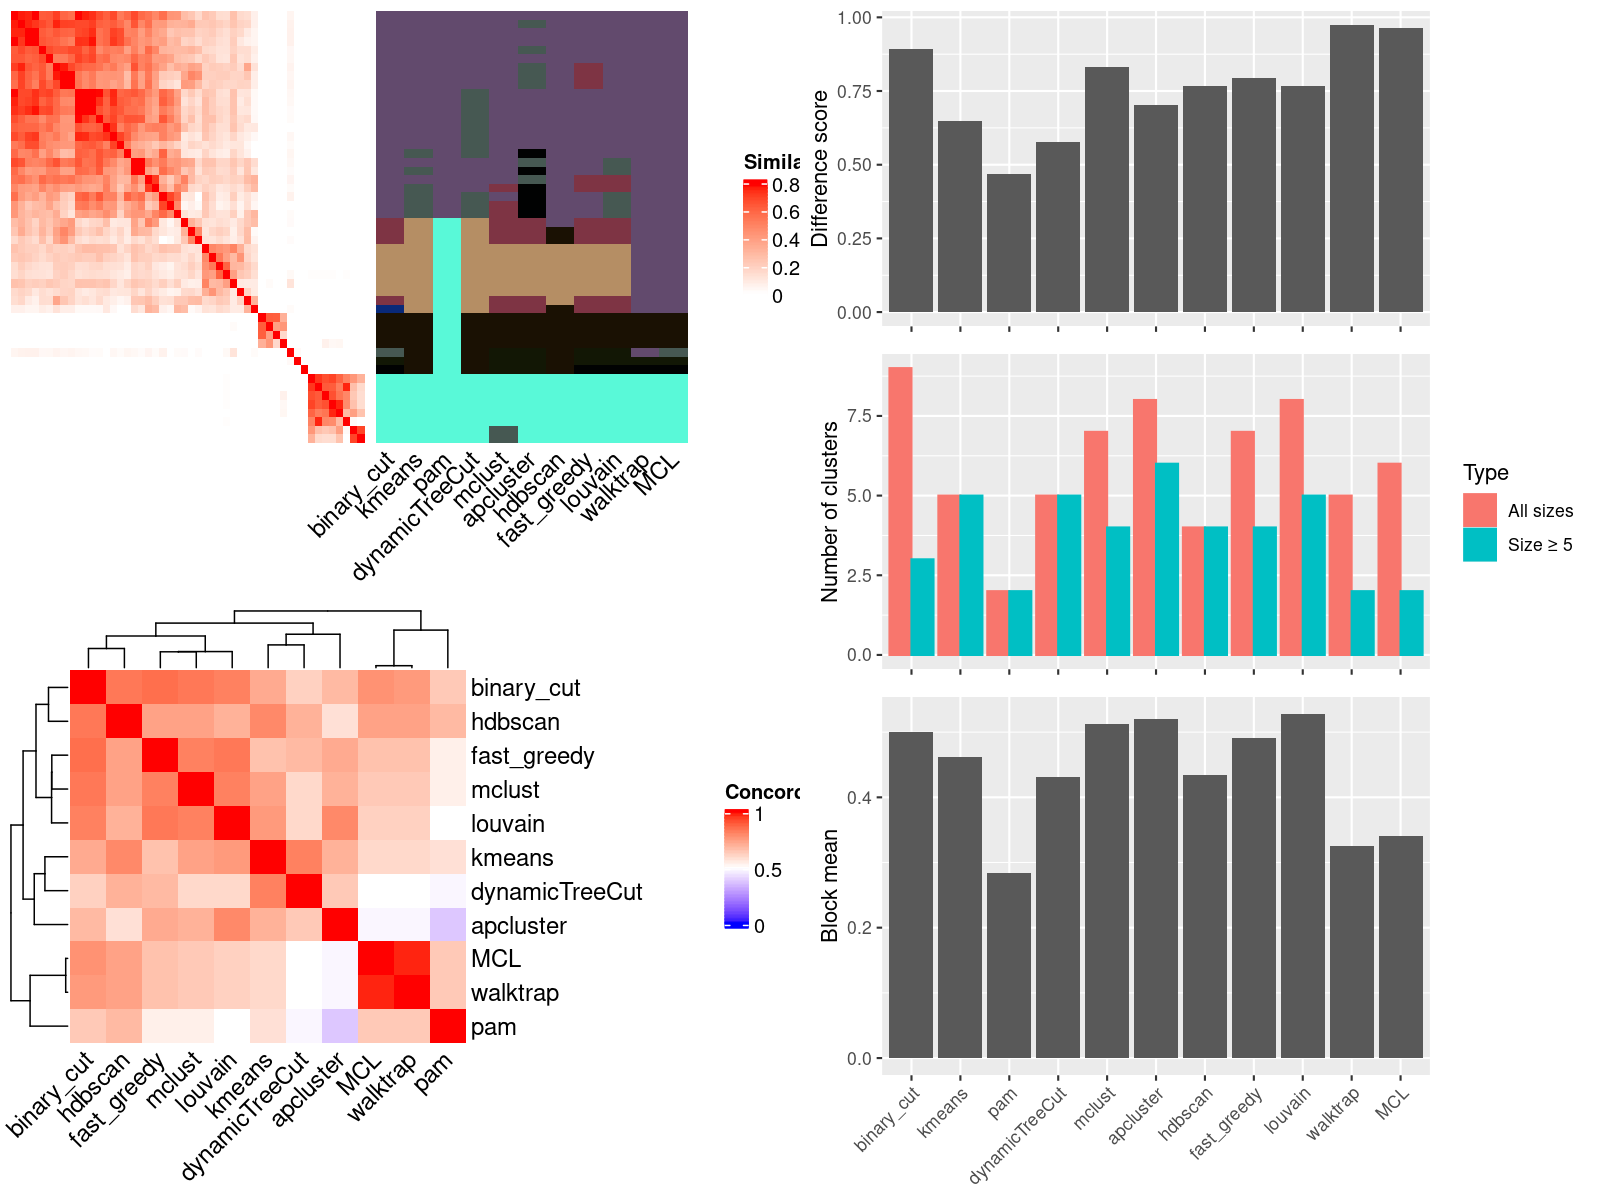 Simila
0.8
0.6
0.4
0.2
0
binary_cut
kmeans
pam
dynamicTreeCut
mclust
apcluster
hdbscan
fast_greedy
louvain
walktrap
MCL
binary_cut
hdbscan
fast_greedy
mclust
louvain
kmeans
dynamicTreeCut
apcluster
MCL
walktrap
pam
Concord
1
0.5
0
binary_cut
hdbscan
fast_greedy
mclust
louvain
kmeans
dynamicTreeCut
apcluster
MCL
walktrap
pam
Difference score
1.00
0.75
0.50
0.25
0.00
Number of clusters
7.5
5.0
2.5
0.0
Type
All sizes
Size ≥ 5
Block mean
0.4
0.2
0.0
binary_cut
kmeans
pam
dynamicTreeCut
mclust
apcluster
hdbscan
fast_greedy
louvain
walktrap
MCL